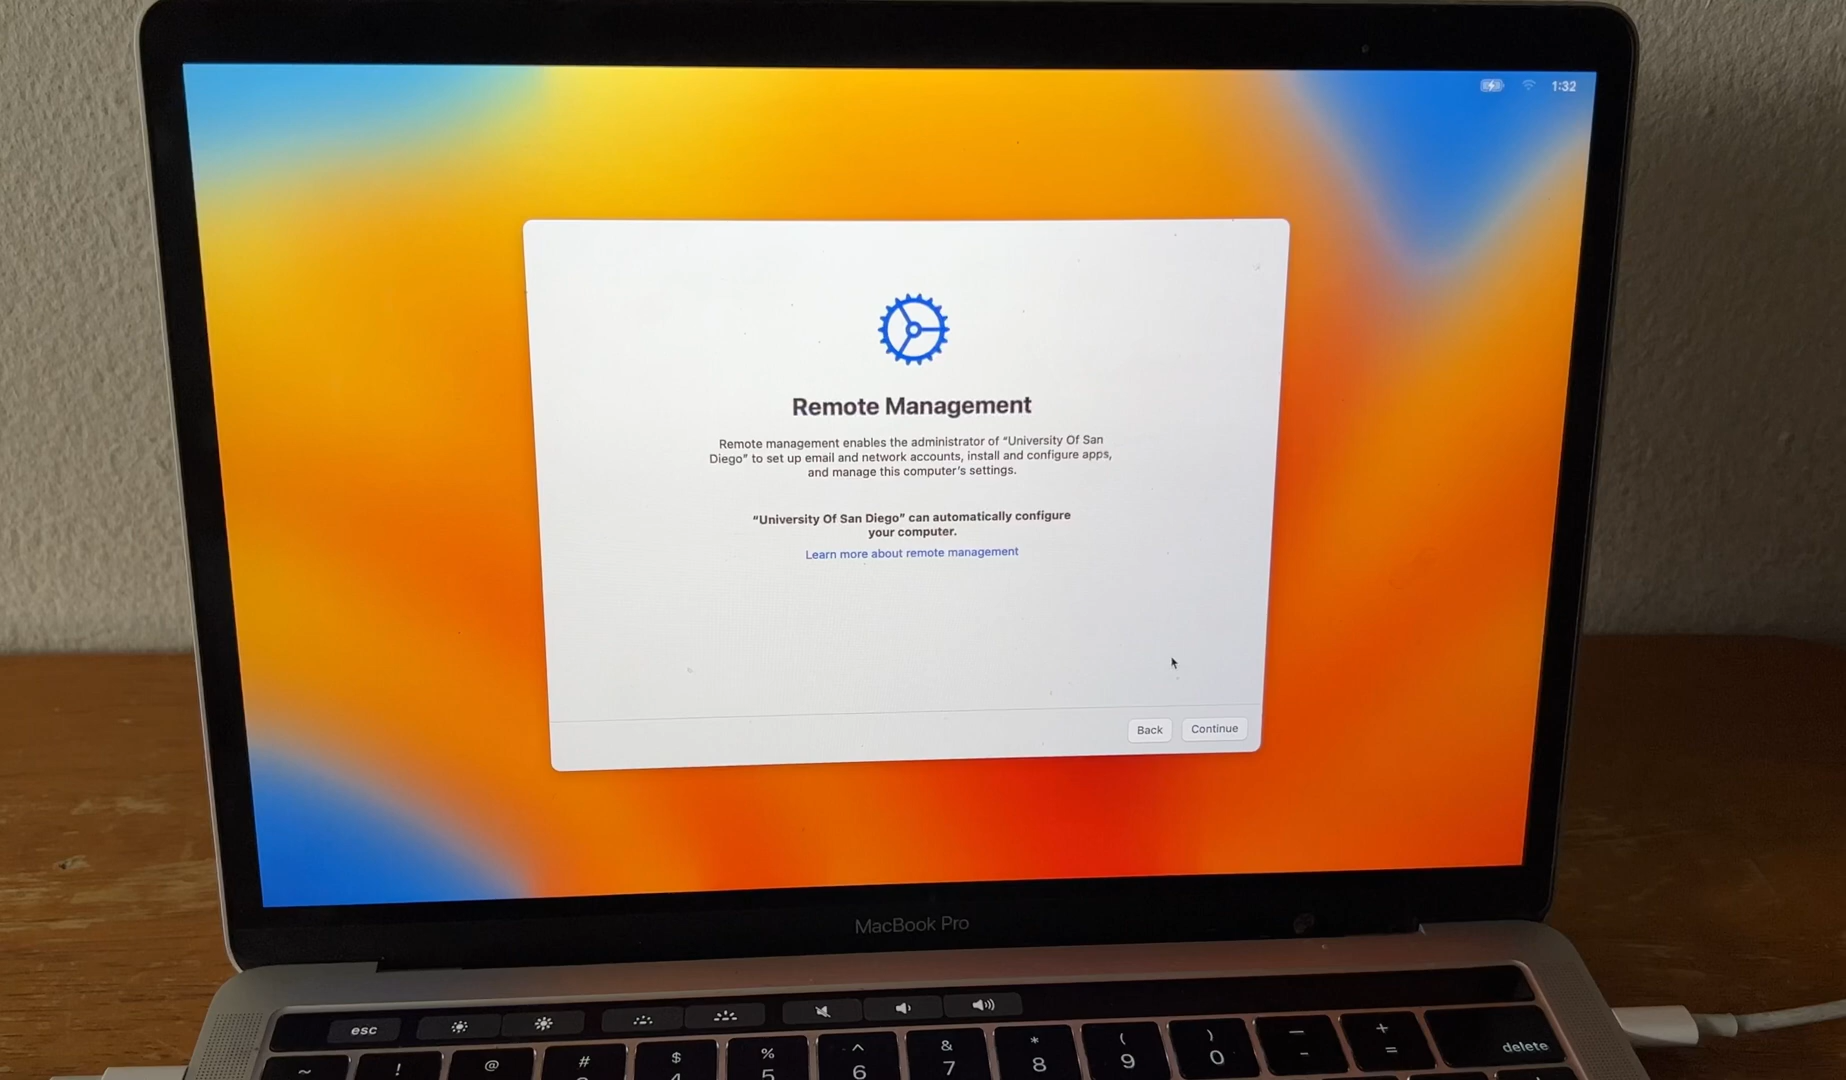 1:32
Remote Management
Remote management enables the administrator of “University Of San
Diego” to set up email and network accounts, install and configure apps,
and manage this computer’s settings.
“University Of San Diego” can automatically configure
your computer.
Learn more about remote management
Back Continue
MacBook Pro
esc
~ ! @ # $ % ^ & * ( ) — +
4 5 6 7 8 9 0 - = delete